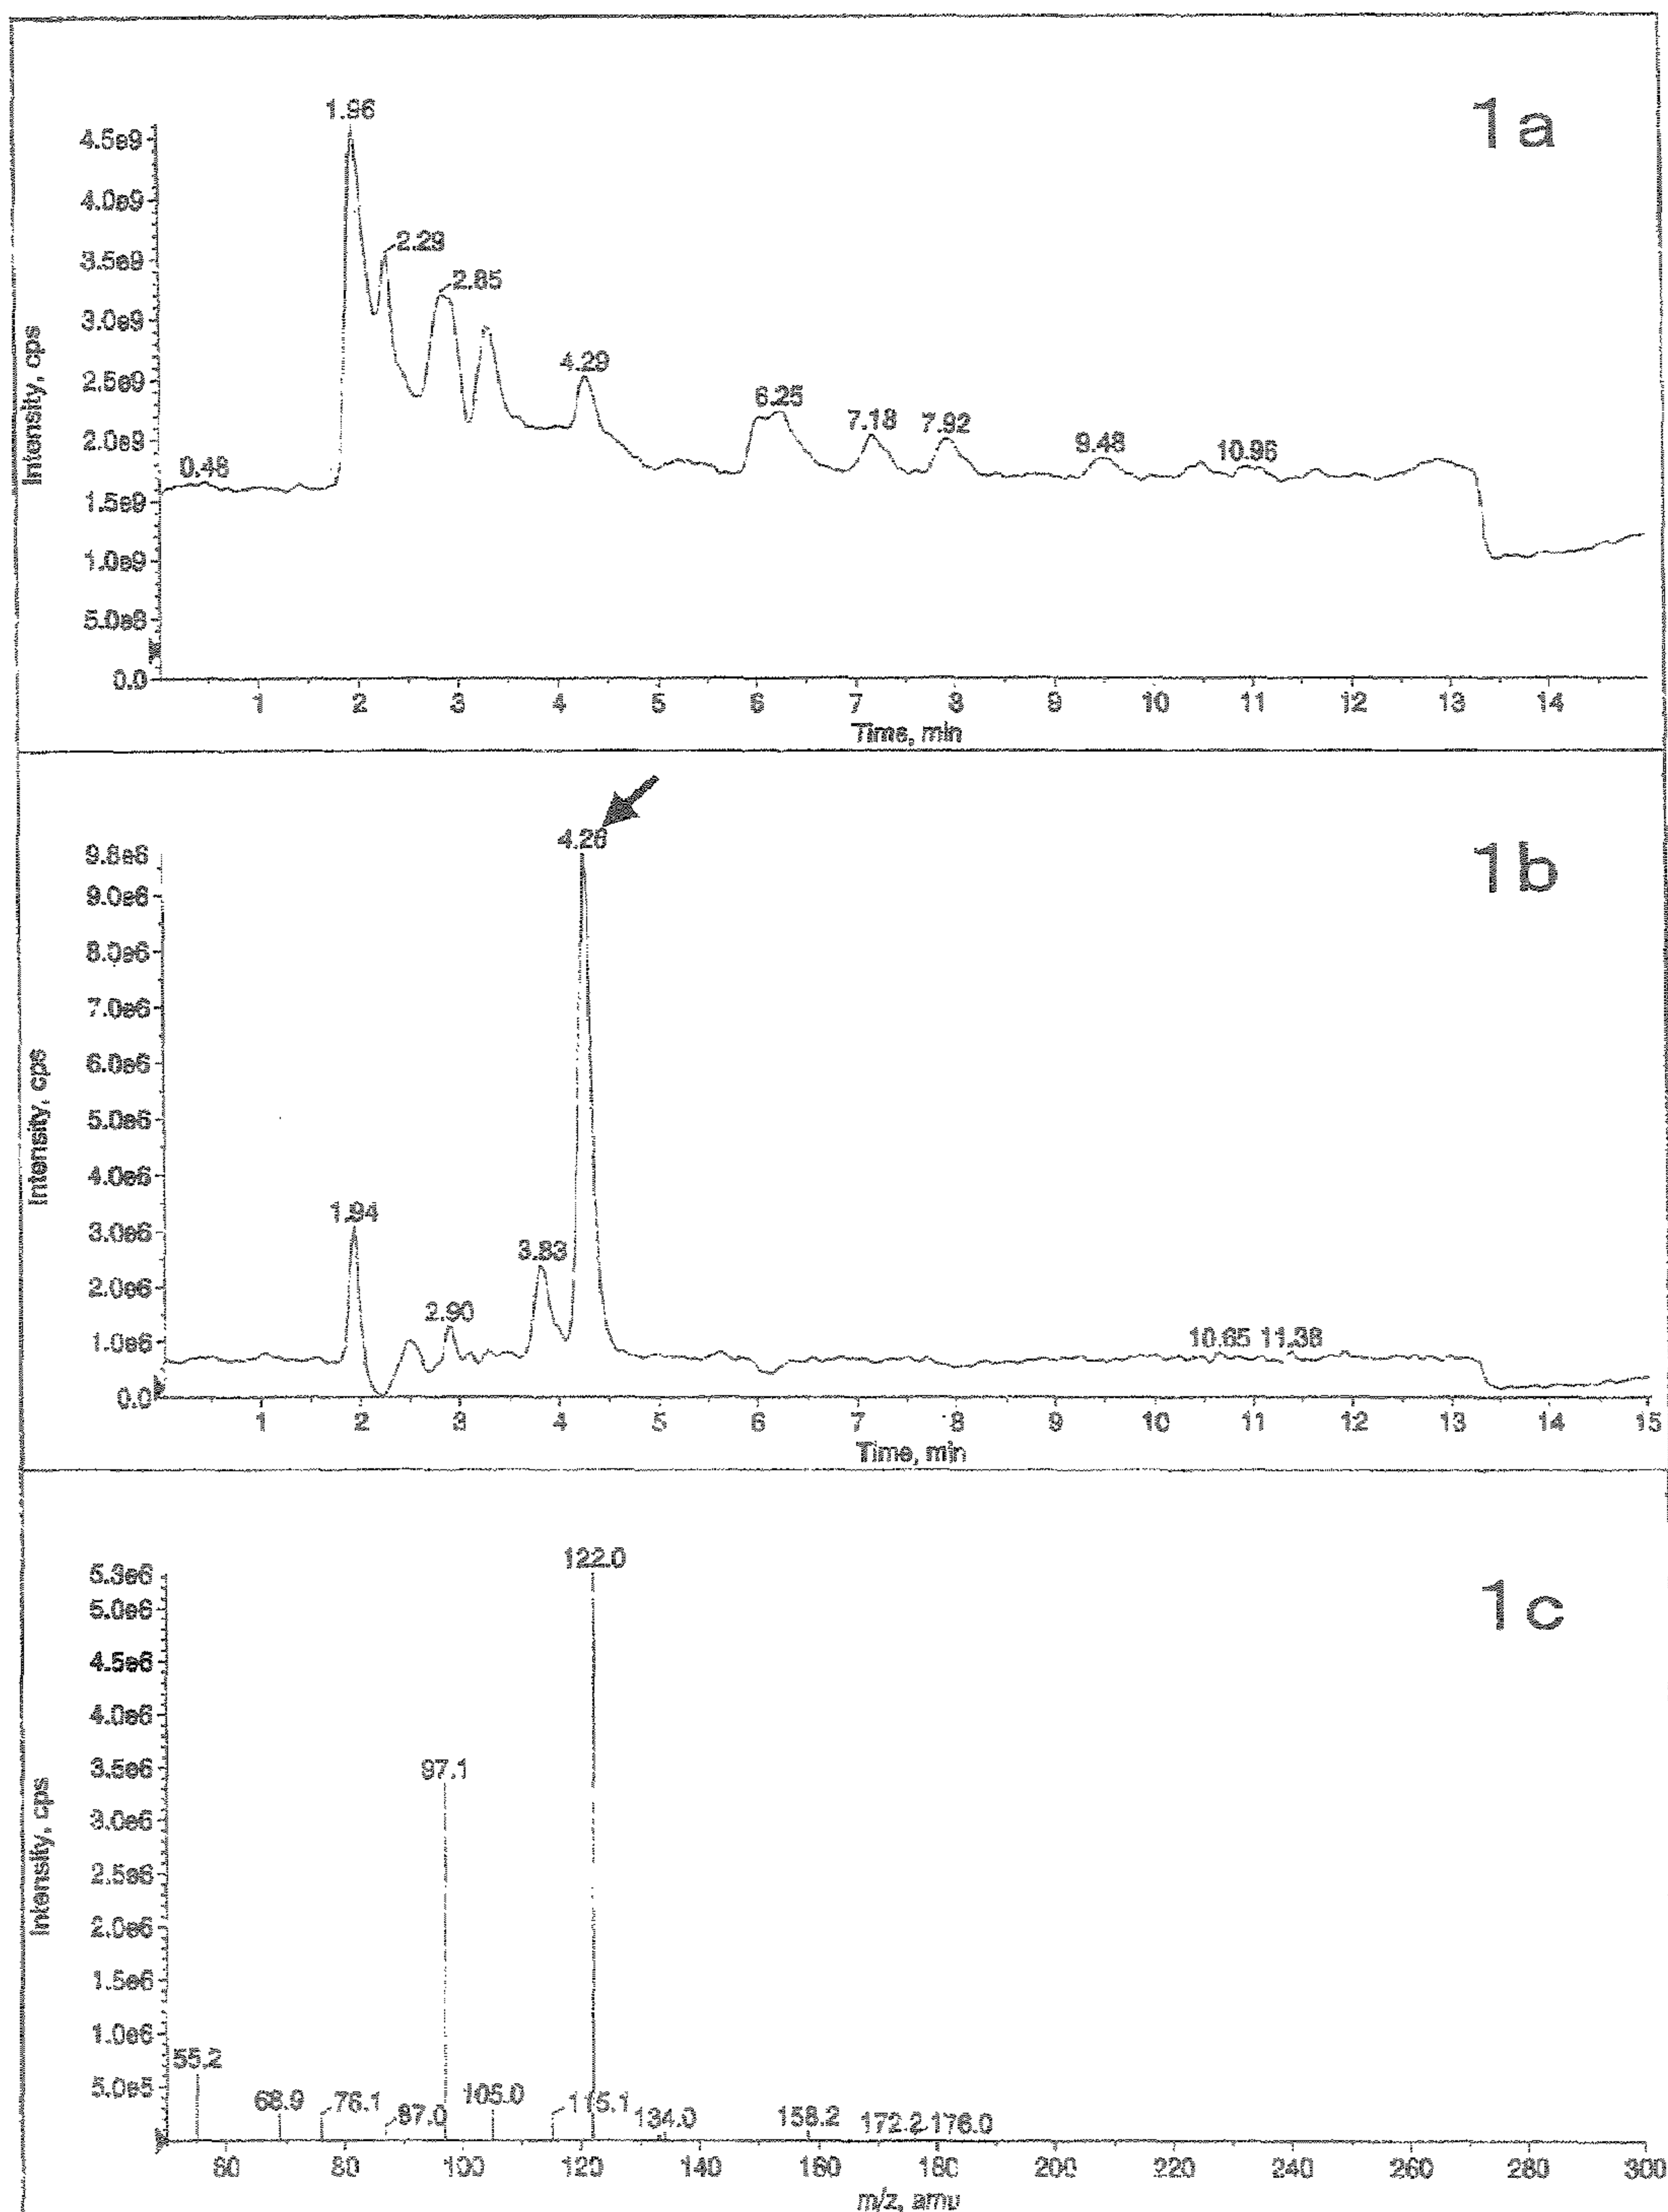 1a
1.96
4.5e9
4.0e9
2.29
3.5e9
2.85
3.0e9
4.29
2.5e9
6.25
7.18 7.92
2.0e9
9.48
10.96
0.48
1.5e9
1.0e9
5.0e8
0.0
Intensity, cps
1 2 3 4 5 6 7 8 9 10 11 12 13 14
Time, min
1b
4.26
9.8e6
9.0e6
8.0e6
7.0e6
6.0e6
5.0e6
4.0e6
1.94
3.0e6
3.83
2.0e6
2.90
1.0e6
10.65 11.38
0.0
Intensity, cps
1 2 3 4 5 6 7 8 9 10 11 12 13 14 15
Time, min
1c
122.0
5.3e6
5.0e6
4.5e6
4.0e6
97.1
3.5e6
3.0e6
2.5e6
2.0e6
1.5e6
1.0e6
55.2
5.0e5
68.9 76.1 87.0 105.0 115.1 134.0 158.2 172.2 176.0
Intensity, cps
60 80 100 120 140 160 180 200 220 240 260 280 300
m/z, amu